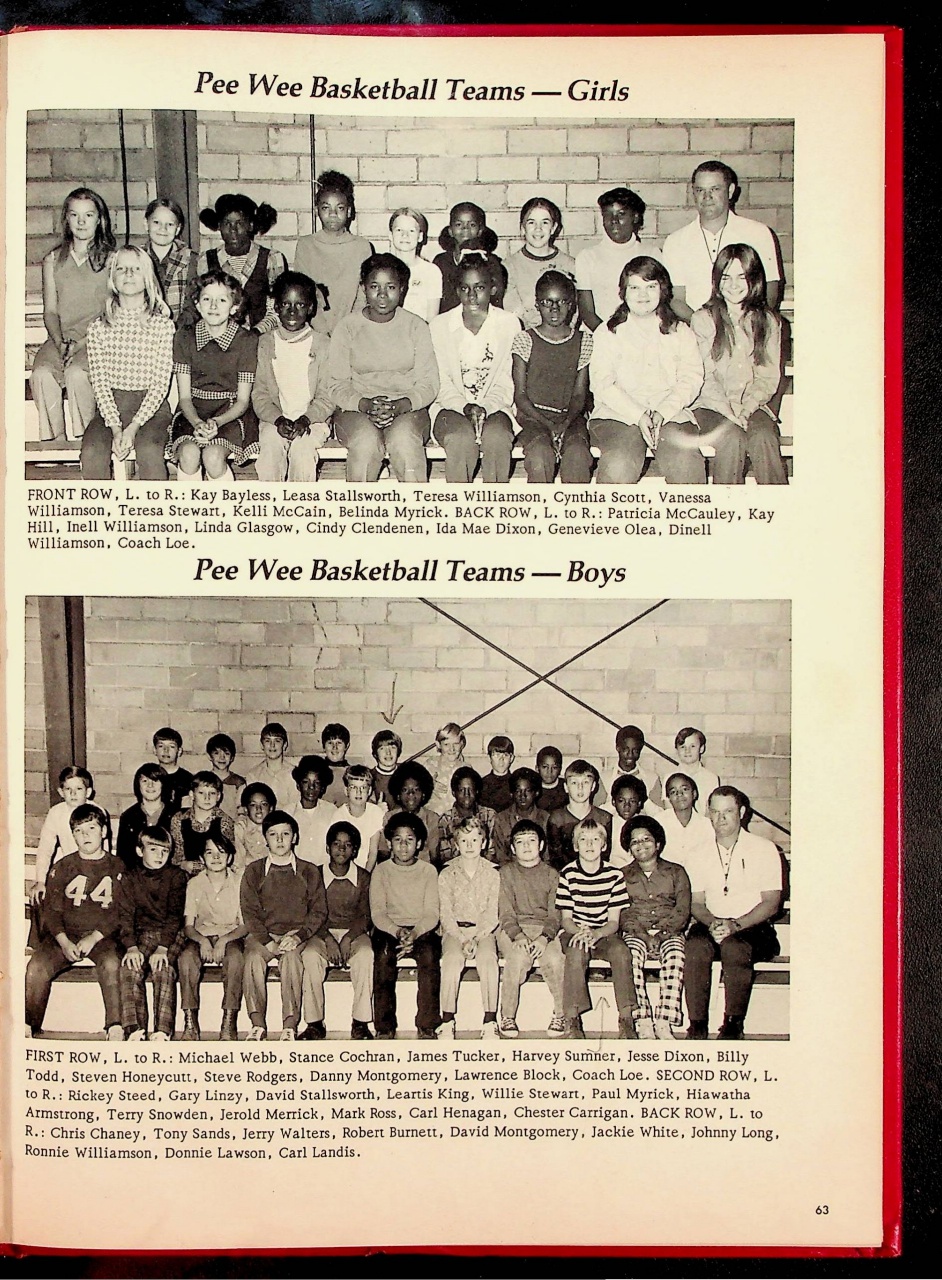 Pee Wee Basketball Teams — Girls
FRONT ROW, L. to R.: Kay Bayless, Leasa Stallsworth, Teresa Williamson, Cynthia Scott, Vanessa
Williamson, Teresa Stewart, Kelli McCain, Belinda Myrick. BACK ROW, L. to R.: Patricia McCauley, Kay
Hill, Inell Williamson, Linda Glasgow, Cindy Clendenen, Ida Mae Dixon, Genevieve Olea, Dinell
Williamson, Coach Loe.
Pee Wee Basketball Teams — Boys
44
FIRST ROW, L. to R.: Michael Webb, Stance Cochran, James Tucker, Harvey Sumner, Jesse Dixon, Billy
Todd, Steven Honeycutt, Steve Rodgers, Danny Montgomery, Lawrence Block, Coach Loe. SECOND ROW, L.
to R.: Rickey Steed, Gary Linzy, David Stallsworth, Leartis King, Willie Stewart, Paul Myrick, Hiawatha
Armstrong, Terry Snowden, Jerold Merrick, Mark Ross, Carl Henagan, Chester Carrigan. BACK ROW, L. to
R.: Chris Chaney, Tony Sands, Jerry Walters, Robert Burnett, David Montgomery, Jackie White, Johnny Long,
Ronnie Williamson, Donnie Lawson, Carl Landis.
63